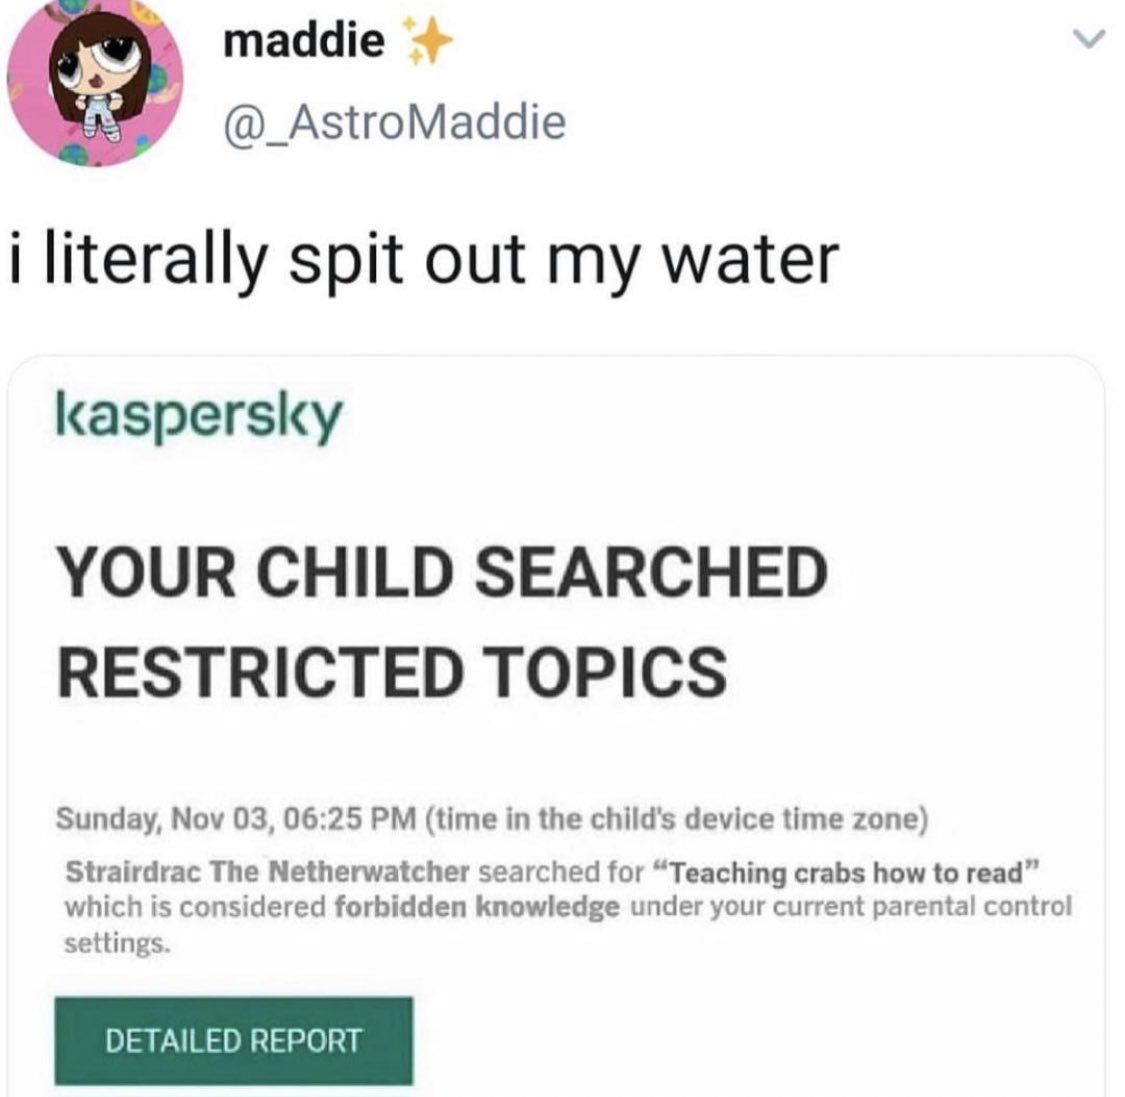 maddie ✨
@_AstroMaddie
i literally spit out my water
kaspersky
YOUR CHILD SEARCHED
RESTRICTED TOPICS
Sunday, Nov 03, 06:25 PM (time in the child's device time zone)
Strairdrac The Netherwatcher searched for “Teaching crabs how to read”
which is considered forbidden knowledge under your current parental control
settings.
DETAILED REPORT